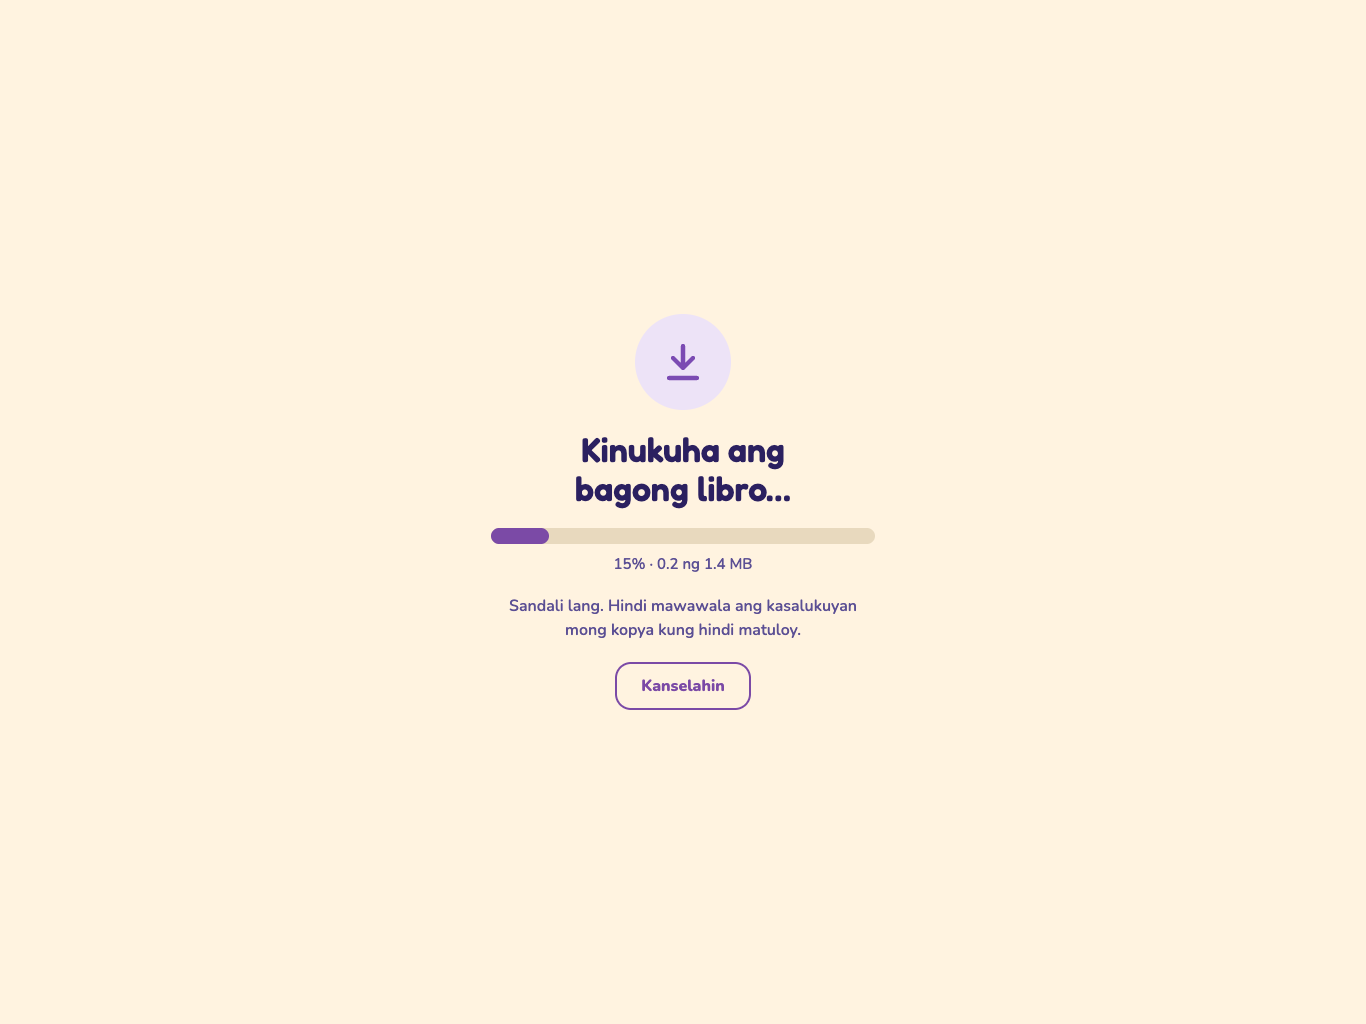 Kinukuha ang
bagong libro...
15% · 0.2 ng 1.4 MB
Sandali lang. Hindi mawawala ang kasalukuyan
mong kopya kung hindi matuloy.
Kanselahin